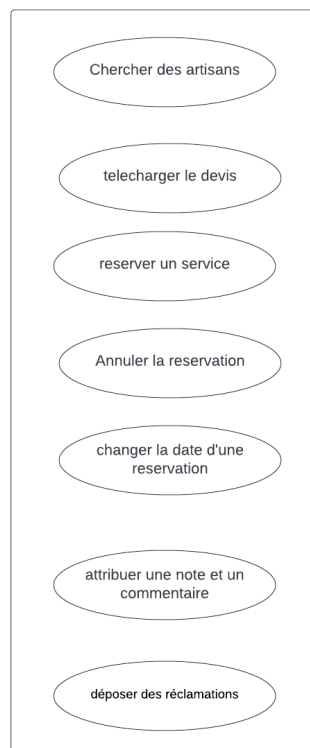 Chercher des artisans
telecharger le devis
reserver un service
Annuler la reservation
changer la date d'une
reservation
attribuer une note et un
commentaire
déposer des réclamations